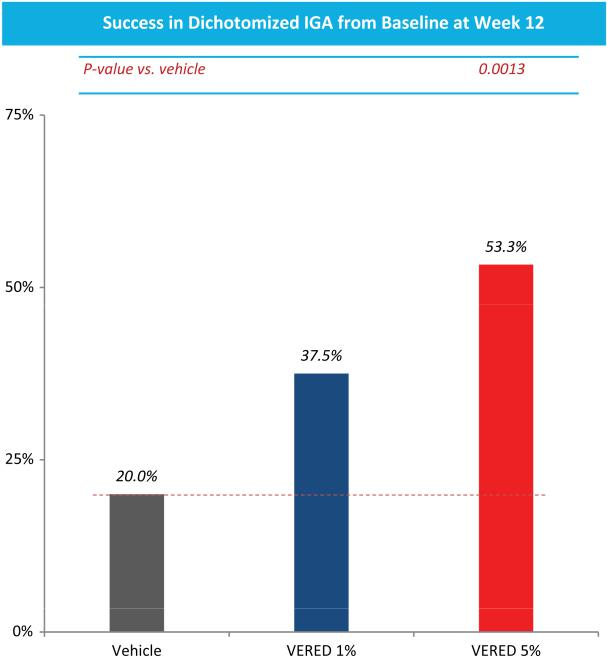 Success in Dichotomized IGA from Baseline at Week 12
P-value vs. vehicle 0.0013
75%
53.3%
50%
37.5%
25%
20.0%
0%
Vehicle VERED 1% VERED 5%